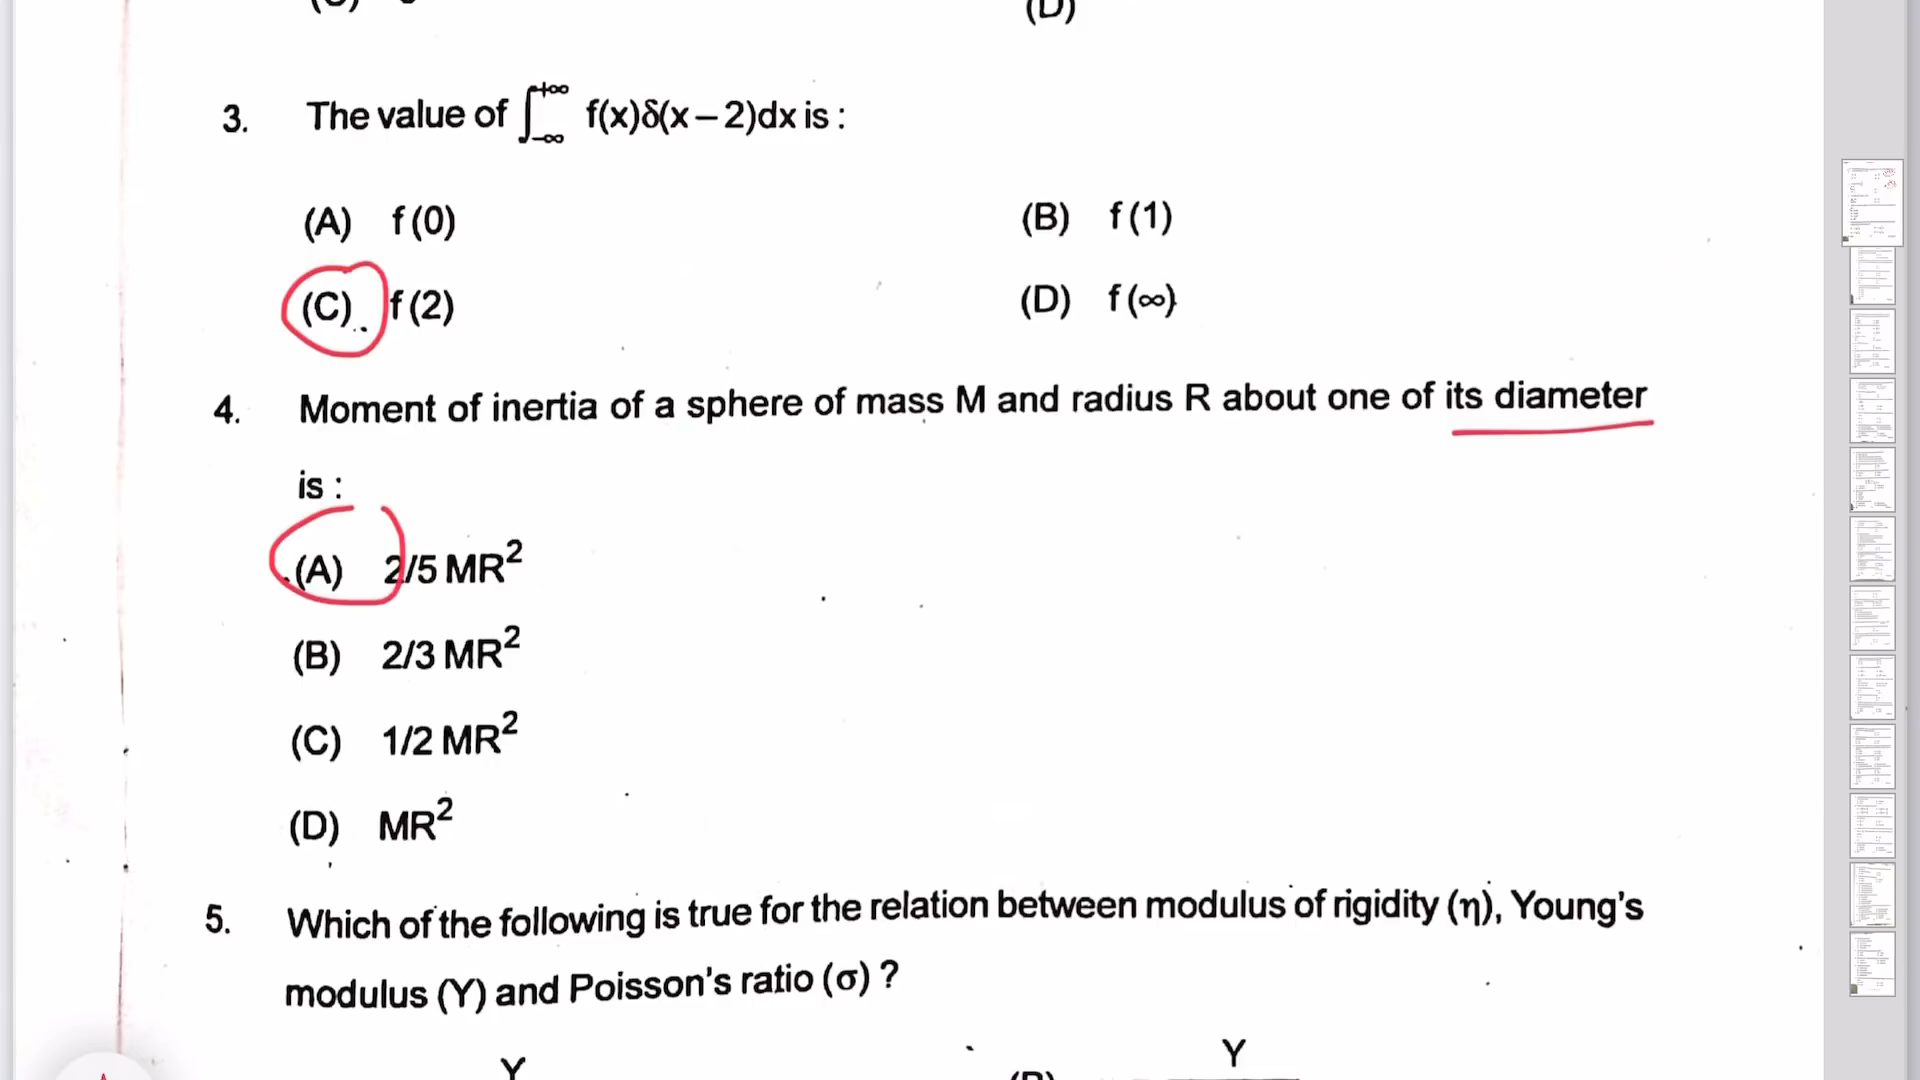 3. The value of ∫₋∞⁺∞ f(x)δ(x – 2)dx is :
(A) f(0) (B) f(1)
(C) f(2) (D) f(∞)
4. Moment of inertia of a sphere of mass M and radius R about one of its diameter
is :
(A) 2/5 MR²
(B) 2/3 MR²
(C) 1/2 MR²
(D) MR²
5. Which of the following is true for the relation between modulus of rigidity (η), Young's
modulus (Y) and Poisson's ratio (σ) ?
Y Y